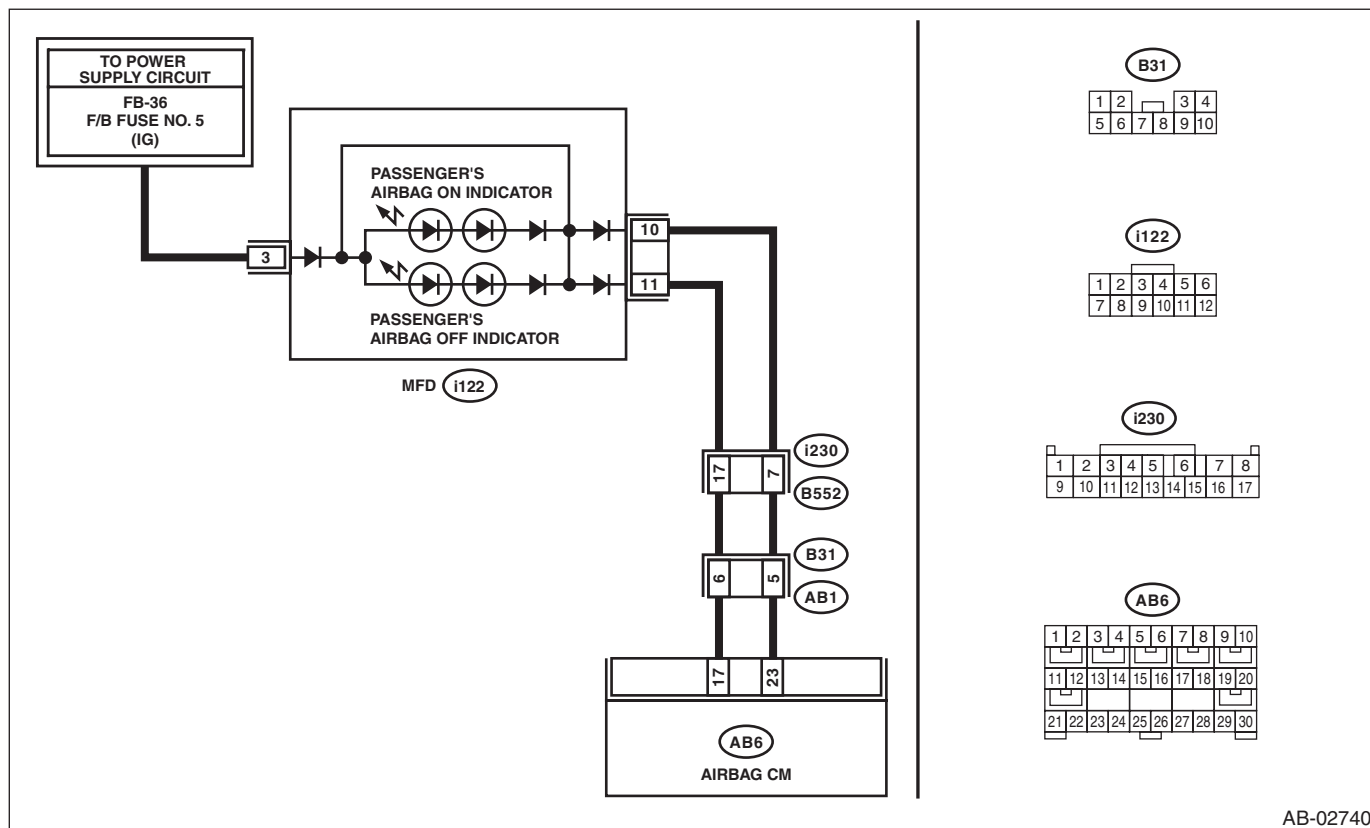 TO POWER
SUPPLY CIRCUIT
FB-36
F/B FUSE NO. 5
(IG)
PASSENGER'S
AIRBAG ON INDICATOR
3
10
11
PASSENGER'S
AIRBAG OFF INDICATOR
MFD i122
17 7
i230
B552
6 5
B31
AB1
17 23
AB6
AIRBAG CM
B31
1 2 3 4
5 6 7 8 9 10
i122
1 2 3 4 5 6
7 8 9 10 11 12
i230
1 2 3 4 5 6 7 8
9 10 11 12 13 14 15 16 17
AB6
1 2 3 4 5 6 7 8 9 10
11 12 13 14 15 16 17 18 19 20
21 22 23 24 25 26 27 28 29 30
AB-02740